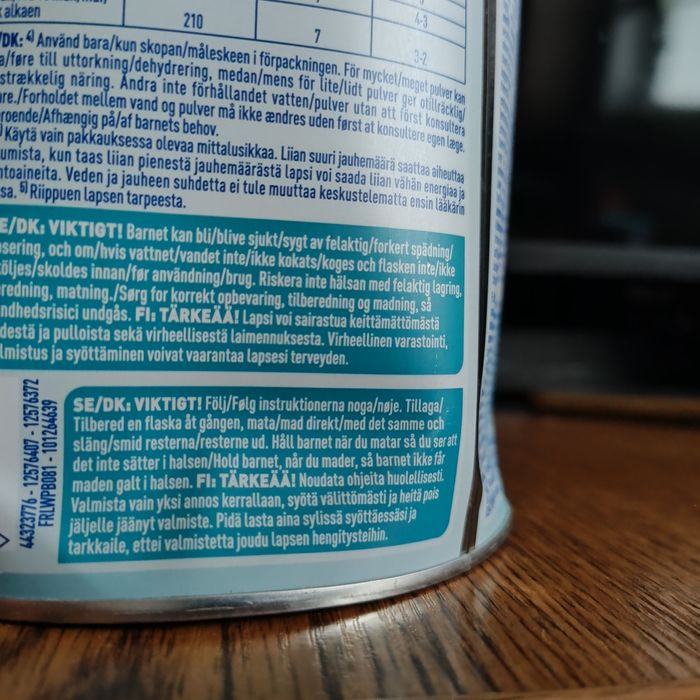 alkaen
210
7
4-3
3-2
/DK: ⁴⁾ Använd bara/kun skopan/måleskeen i förpackningen. För mycket/meget pulver kan
/føre till uttorkning/dehydrering, medan/mens för lite/lidt pulver ger otillräcklig/
strækkelig näring. Ändra inte förhållandet vatten/pulver utan att först konsultera
/Forholdet mellem vand og pulver må ikke ændres uden først at konsultere egen læge.
Afhængig på/af barnets behov.
Käytä vain pakkauksessa olevaa mittalusikkaa. Liian suuri jauhemäärä saattaa aiheuttaa
umista, kun taas liian pienestä jauhemäärästä lapsi voi saada liian vähän energiaa ja
ntoaineita. Veden ja jauheen suhdetta ei tule muuttaa keskustelematta ensin lääkärin
sa. ⁵⁾ Riippuen lapsen tarpeesta.
E/DK: VIKTIGT! Barnet kan bli/blive sjukt/sygt av felaktig/forkert spädning/
sering, och om/hvis vattnet/vandet inte/ikke kokats/koges och flasken inte/ikke
öljes/skoldes innan/før användning/brug. Riskera inte hälsan med felaktig lagring,
redning, matning./Sørg for korrekt opbevaring, tilberedning og madning, så
ndhedsrisici undgås. FI: TÄRKEÄÄ! Lapsi voi sairastua keittämättömästä
destä ja pulloista sekä virheellisestä laimennuksesta. Virheellinen varastointi,
lmistus ja syöttäminen voivat vaarantaa lapsesi terveyden.
44323776 - 12576407 - 12576372
FRLWPB081 - 101264639
SE/DK: VIKTIGT! Följ/Følg instruktionerna noga/nøje. Tillaga/
Tilbered en flaska åt gången, mata/mad direkt/med det samme och
släng/smid resterna/resterne ud. Håll barnet när du matar så du ser att
det inte sätter i halsen/Hold barnet, når du mader, så barnet ikke får
maden galt i halsen. FI: TÄRKEÄÄ! Noudata ohjeita huolellisesti.
Valmista vain yksi annos kerrallaan, syötä välittömästi ja heitä pois
jäljelle jäänyt valmiste. Pidä lasta aina sylissä syöttäessäsi ja
tarkkaile, ettei valmistetta joudu lapsen hengitysteihin.